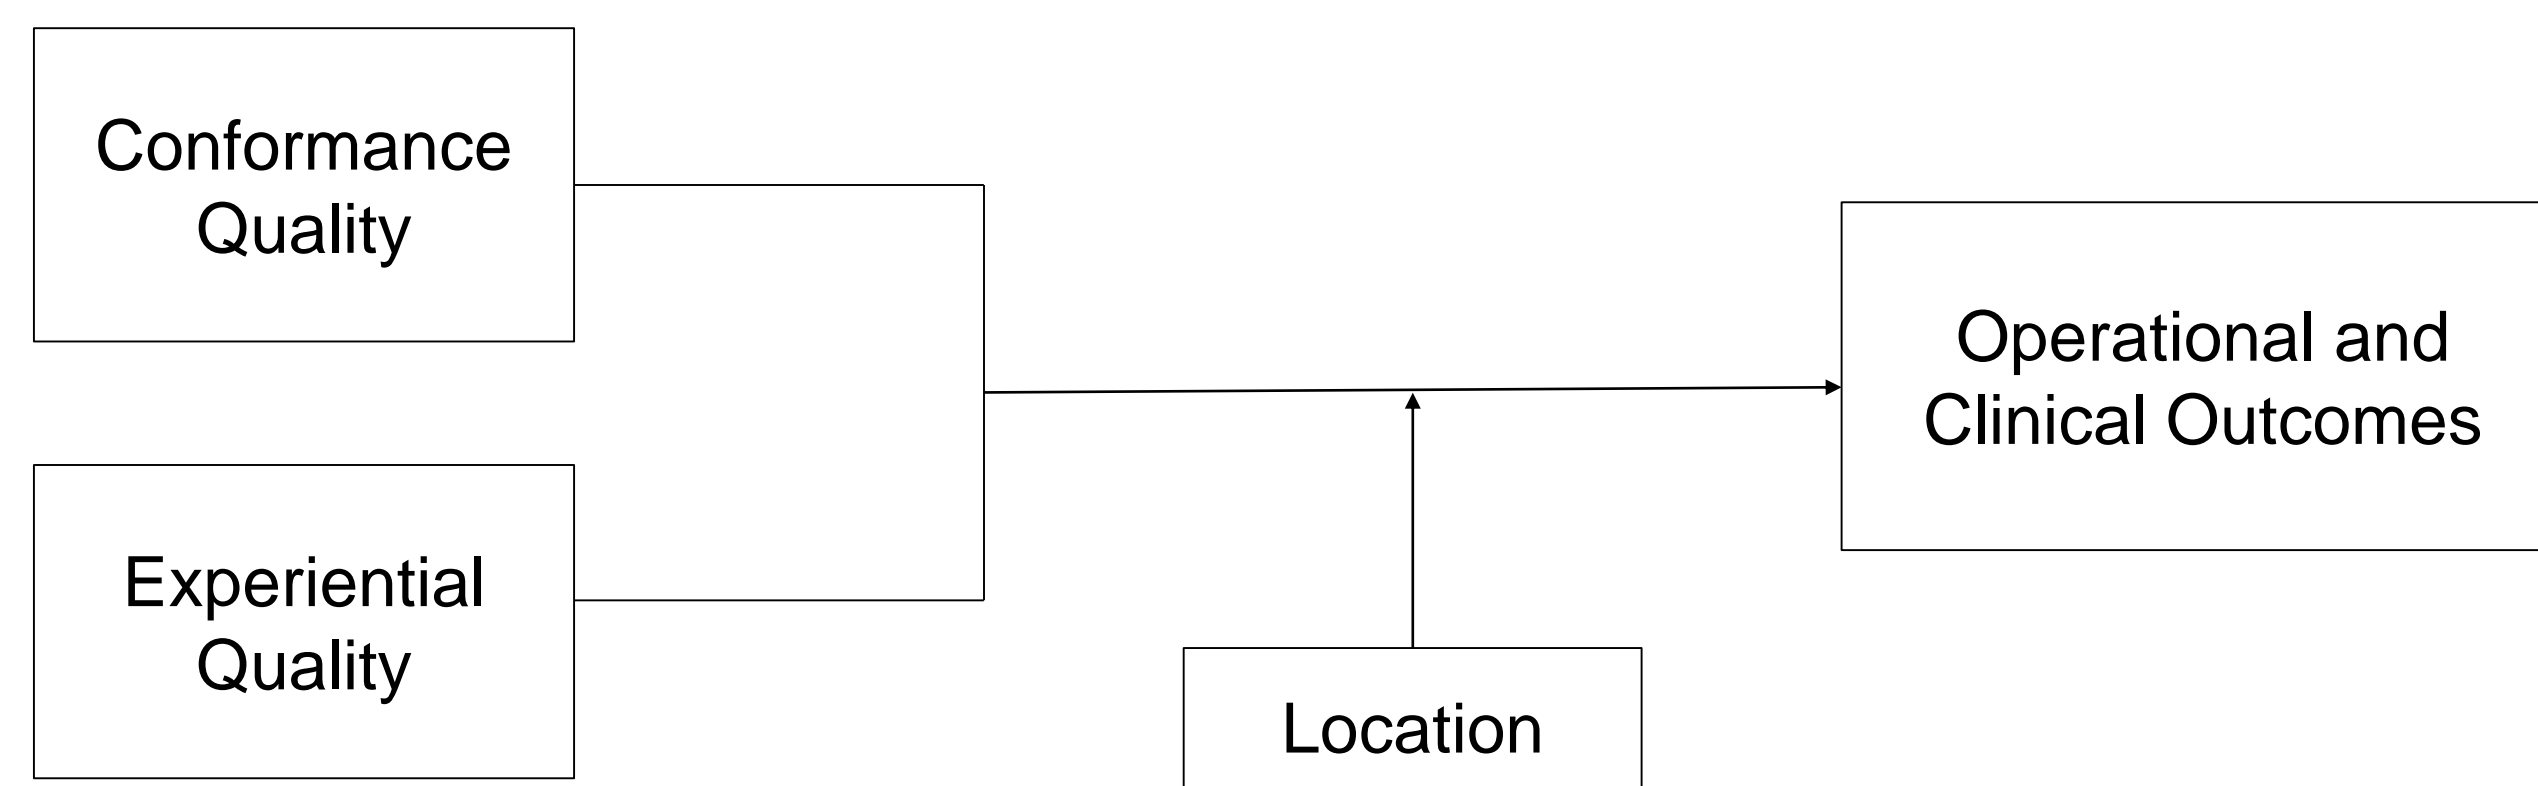 Conformance
Quality
Experiential
Quality
Location
Operational and
Clinical Outcomes